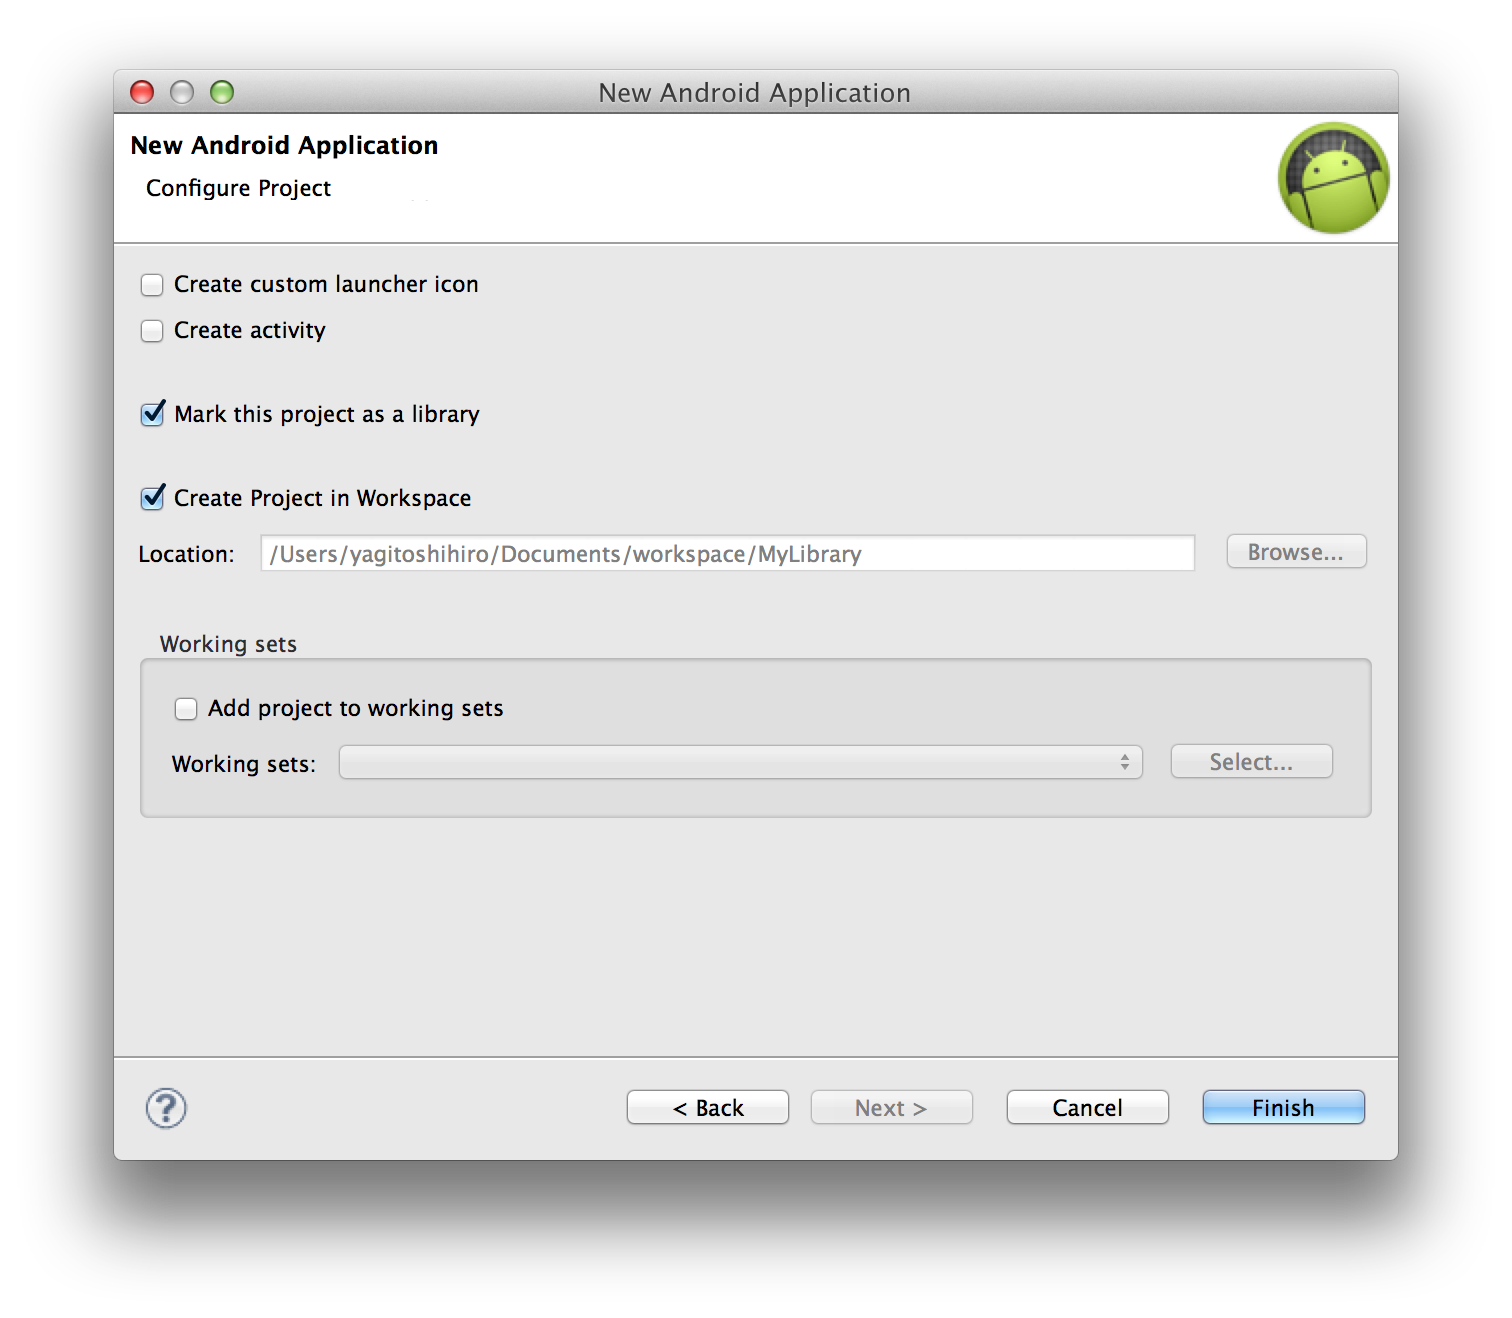 New Android Application
New Android Application
Configure Project
Create custom launcher icon
Create activity
Mark this project as a library
Create Project in Workspace
Location: /Users/yagitoshihiro/Documents/workspace/MyLibrary Browse...
Working sets
Add project to working sets
Working sets: Select...
? < Back Next > Cancel Finish